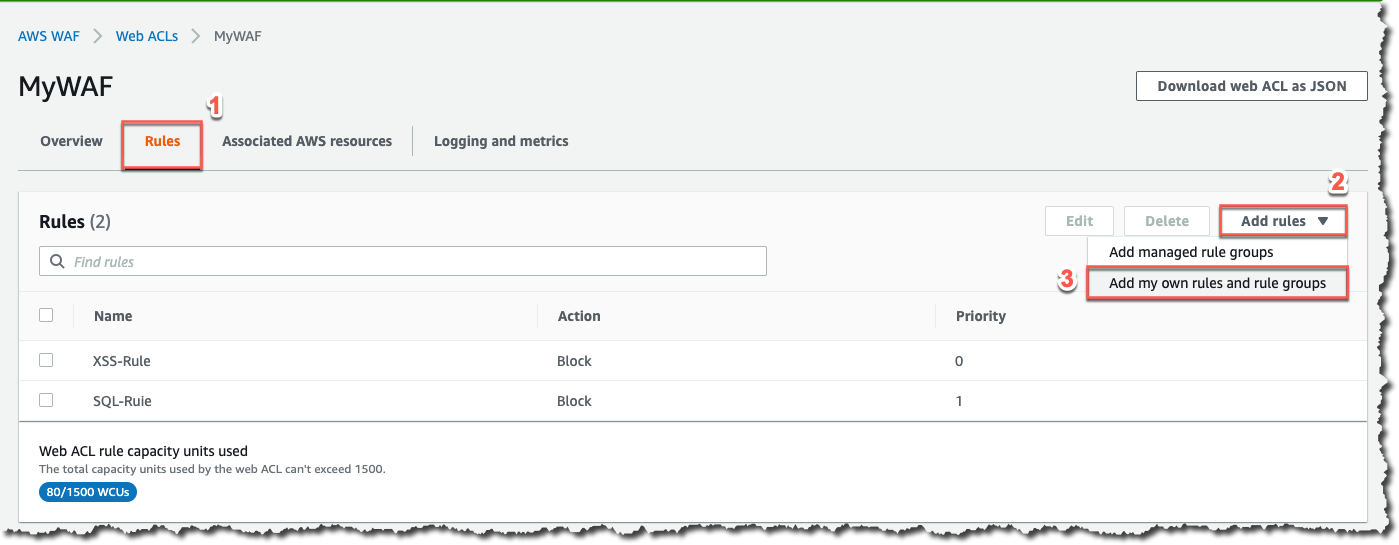 AWS WAF > Web ACLs > MyWAF
MyWAF
Download web ACL as JSON
1
Overview Rules Associated AWS resources Logging and metrics
2
Rules (2)
Edit Delete Add rules ▼
Find rules
Add managed rule groups
3
Add my own rules and rule groups
Name Action Priority
XSS-Rule Block 0
SQL-Ruie Block 1
Web ACL rule capacity units used
The total capacity units used by the web ACL can't exceed 1500.
80/1500 WCUs